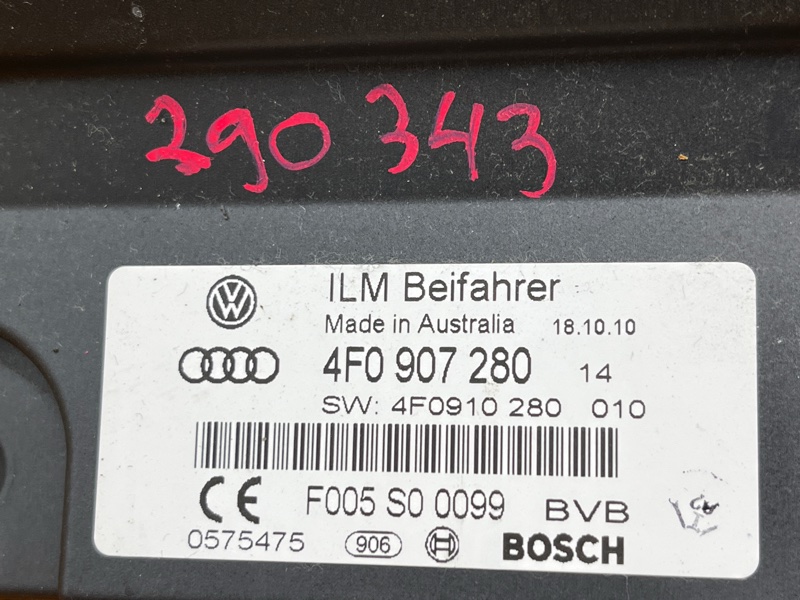 290 343
ILM Beifahrer
Made in Australia 18.10.10
4F0 907 280 14
SW: 4F0910 280 010
CE F005 S0 0099 BVB
0575475 906 BOSCH